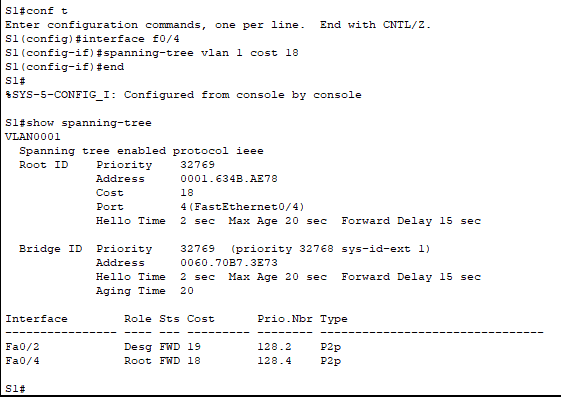 S1#conf t
Enter configuration commands, one per line.  End with CNTL/Z.
S1(config)#interface f0/4
S1(config-if)#spanning-tree vlan 1 cost 18
S1(config-if)#end
S1#
%SYS-5-CONFIG_I: Configured from console by console

S1#show spanning-tree
VLAN0001
  Spanning tree enabled protocol ieee
  Root ID    Priority    32769
             Address     0001.634B.AE78
             Cost        18
             Port        4(FastEthernet0/4)
             Hello Time  2 sec  Max Age 20 sec  Forward Delay 15 sec

  Bridge ID  Priority    32769  (priority 32768 sys-id-ext 1)
             Address     0060.70B7.3E73
             Hello Time  2 sec  Max Age 20 sec  Forward Delay 15 sec
             Aging Time  20

Interface        Role Sts Cost      Prio.Nbr Type
---------------- ---- --- --------- -------- --------------------------------
Fa0/2            Desg FWD 19        128.2    P2p
Fa0/4            Root FWD 18        128.4    P2p

S1#